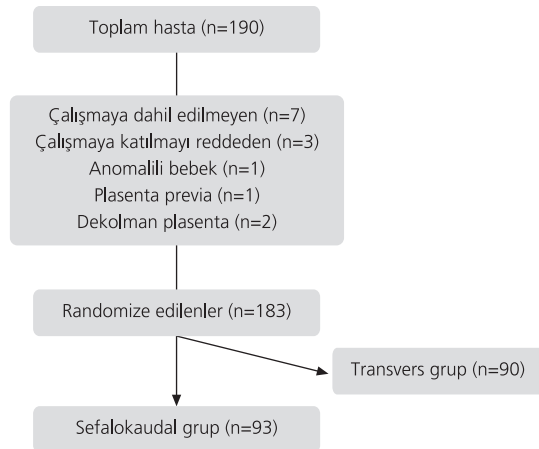 Toplam hasta (n=190)
Çalışmaya dahil edilmeyen (n=7)
Çalışmaya katılmayı reddeden (n=3)
Anomalili bebek (n=1)
Plasenta previa (n=1)
Dekolman plasenta (n=2)
Randomize edilenler (n=183)
Transvers grup (n=90)
Sefalokaudal grup (n=93)